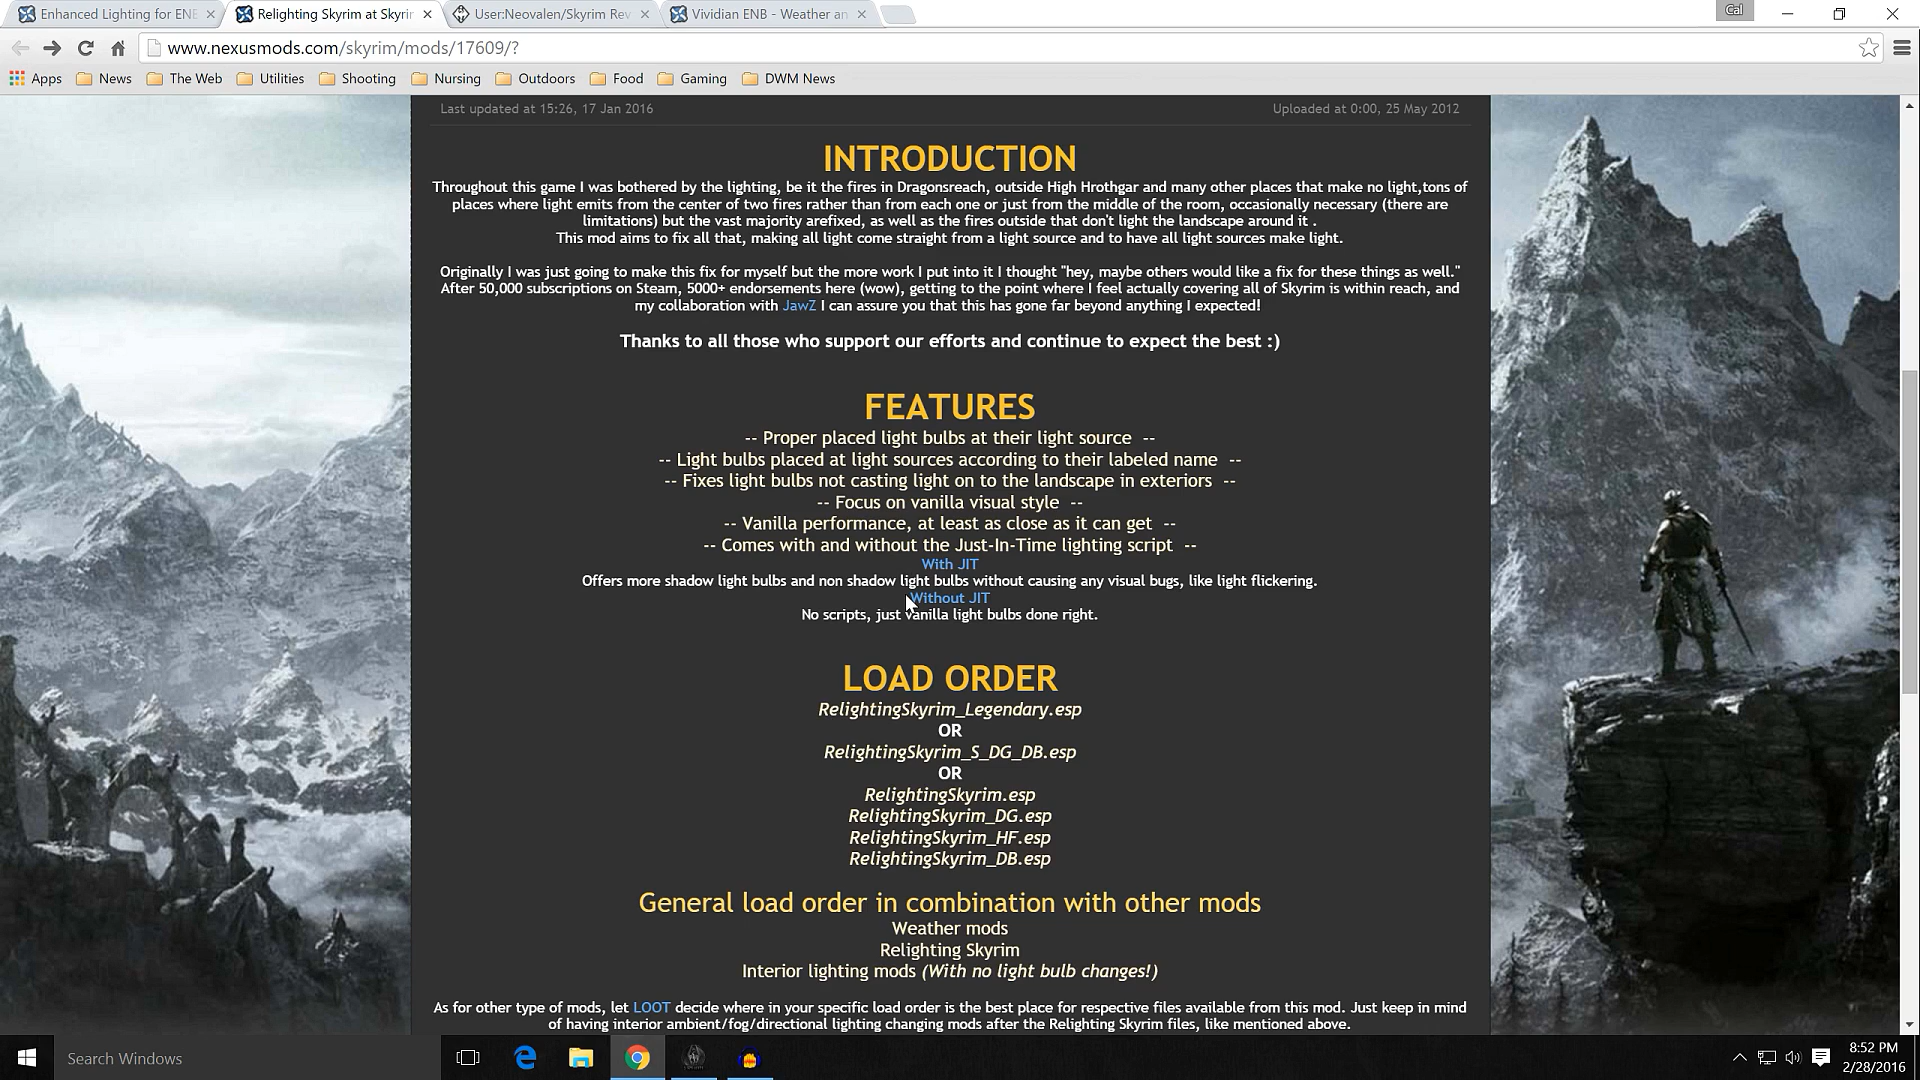 Enhanced Lighting for ENB
Relighting Skyrim at Skyrim
User:Neovalen/Skyrim Rev
Vividian ENB - Weather an
Cal
www.nexusmods.com/skyrim/mods/17609/?
Apps
News
The Web
Utilities
Shooting
Nursing
Outdoors
Food
Gaming
DWM News
Last updated at 15:26, 17 Jan 2016
Uploaded at 0:00, 25 May 2012
INTRODUCTION
Throughout this game I was bothered by the lighting, be it the fires in Dragonsreach, outside High Hrothgar and many other places that make no light,tons of
places where light emits from the center of two fires rather than from each one or just from the middle of the room, occasionally necessary (there are
limitations) but the vast majority arefixed, as well as the fires outside that don't light the landscape around it .
This mod aims to fix all that, making all light come straight from a light source and to have all light sources make light.
Originally I was just going to make this fix for myself but the more work I put into it I thought "hey, maybe others would like a fix for these things as well."
After 50,000 subscriptions on Steam, 5000+ endorsements here (wow), getting to the point where I feel actually covering all of Skyrim is within reach, and
my collaboration with JawZ I can assure you that this has gone far beyond anything I expected!
Thanks to all those who support our efforts and continue to expect the best :)
FEATURES
-- Proper placed light bulbs at their light source --
-- Light bulbs placed at light sources according to their labeled name --
-- Fixes light bulbs not casting light on to the landscape in exteriors --
-- Focus on vanilla visual style --
-- Vanilla performance, at least as close as it can get --
-- Comes with and without the Just-In-Time lighting script --
With JIT
Offers more shadow light bulbs and non shadow light bulbs without causing any visual bugs, like light flickering.
Without JIT
No scripts, just vanilla light bulbs done right.
LOAD ORDER
RelightingSkyrim_Legendary.esp
OR
RelightingSkyrim_S_DG_DB.esp
OR
RelightingSkyrim.esp
RelightingSkyrim_DG.esp
RelightingSkyrim_HF.esp
RelightingSkyrim_DB.esp
General load order in combination with other mods
Weather mods
Relighting Skyrim
Interior lighting mods (With no light bulb changes!)
As for other type of mods, let LOOT decide where in your specific load order is the best place for respective files available from this mod. Just keep in mind
of having interior ambient/fog/directional lighting changing mods after the Relighting Skyrim files, like mentioned above.
Search Windows
8:52 PM
2/28/2016